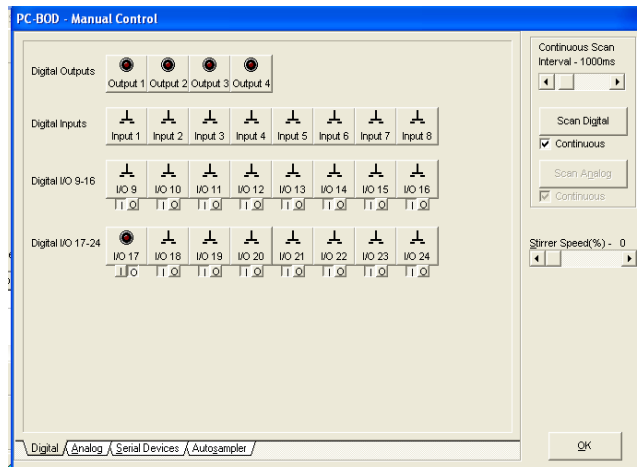 PC-BOD - Manual Control
Digital Outputs
Output 1 Output 2 Output 3 Output 4
Digital Inputs
Input 1 Input 2 Input 3 Input 4 Input 5 Input 6 Input 7 Input 8
Digital I/O 9-16
I/O 9 I/O 10 I/O 11 I/O 12 I/O 13 I/O 14 I/O 15 I/O 16
I O I O I O I O I O I O I O I O
Digital I/O 17-24
I/O 17 I/O 18 I/O 19 I/O 20 I/O 21 I/O 22 I/O 23 I/O 24
I O I O I O I O I O I O I O I O
Continuous Scan
Interval - 1000ms
Scan Digital
Continuous
Scan Analog
Continuous
Stirrer Speed(%) - 0
Digital Analog Serial Devices Autosampler
OK